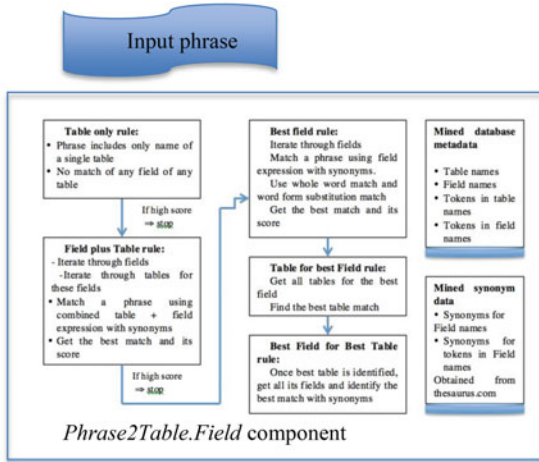 Input phrase
Table only rule:
• Phrase includes only name of
a single table
• No match of any field of any
table
If high score
⇒ stop
Field plus Table rule:
- Iterate through fields
-Iterate through tables for
these fields
• Match a phrase using
combined table + field
expression with synonyms
• Get the best match and its
score
If high score
⇒ stop
Best field rule:
Iterate through fields
Match a phrase using field
expression with synonyms.
Use whole word match and
word form substitution match
Get the best match and its
score
Table for best Field rule:
Get all tables for the best
field
Find the best table match
Best Field for Best Table
rule:
Once best table is identified,
get all its fields and identify the
best match with synonyms
Mined database
metadata
• Table names
• Field names
• Tokens in table
names
• Tokens in field
names
Mined synonym
data
• Synonyms for
Field names
• Synonyms for
tokens in Field
names
Obtained from
thesaurus.com
Phrase2Table.Field component